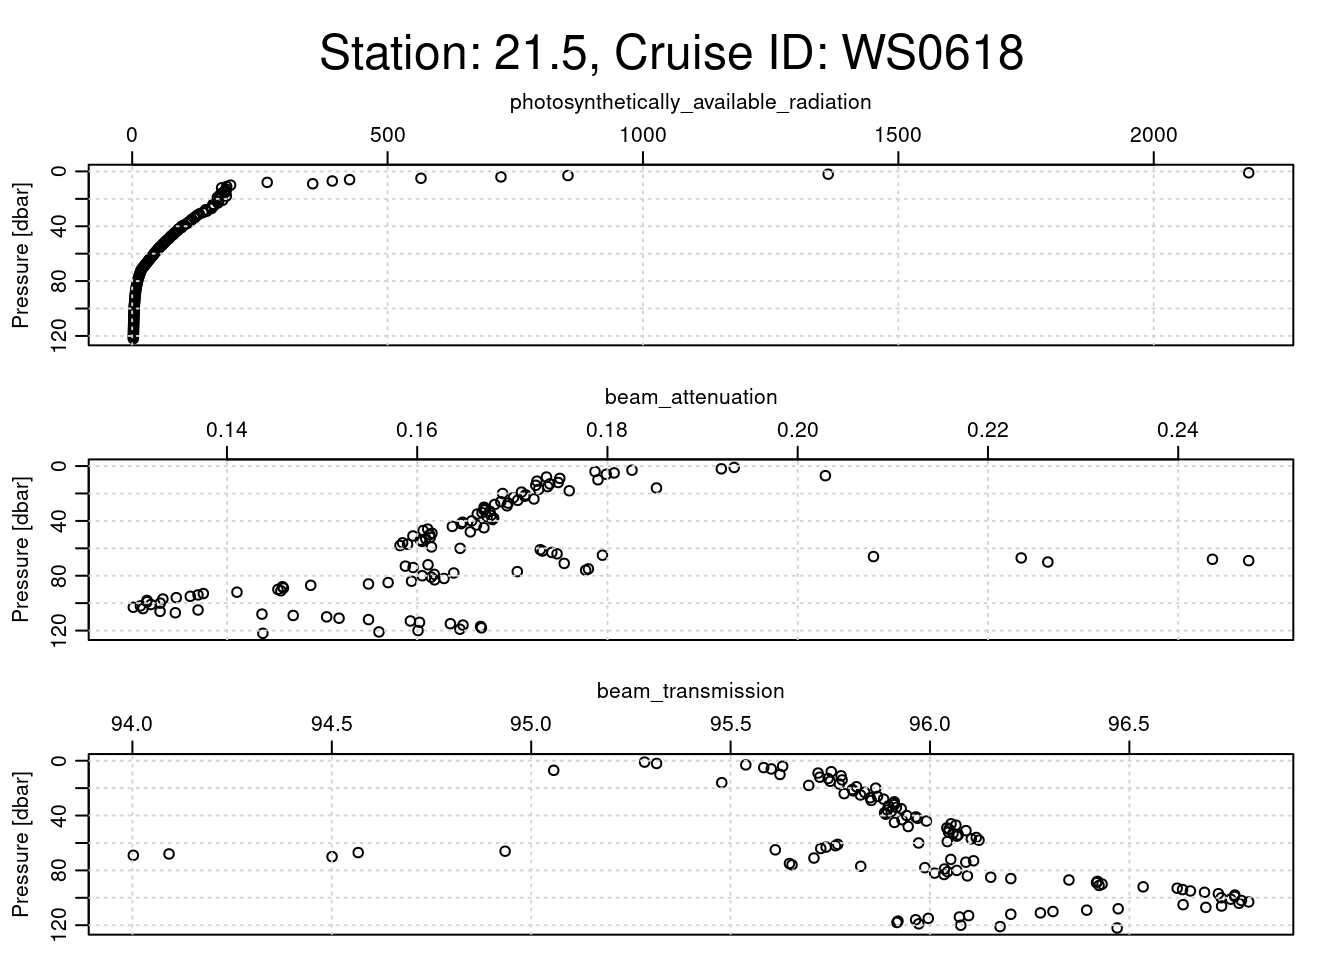 Station: 21.5, Cruise ID: WS0618
photosynthetically_available_radiation
0 500 1000 1500 2000
Pressure [dbar]
0
40
80
120
beam_attenuation
0.14 0.16 0.18 0.20 0.22 0.24
Pressure [dbar]
0
40
80
120
beam_transmission
94.0 94.5 95.0 95.5 96.0 96.5
Pressure [dbar]
0
40
80
120